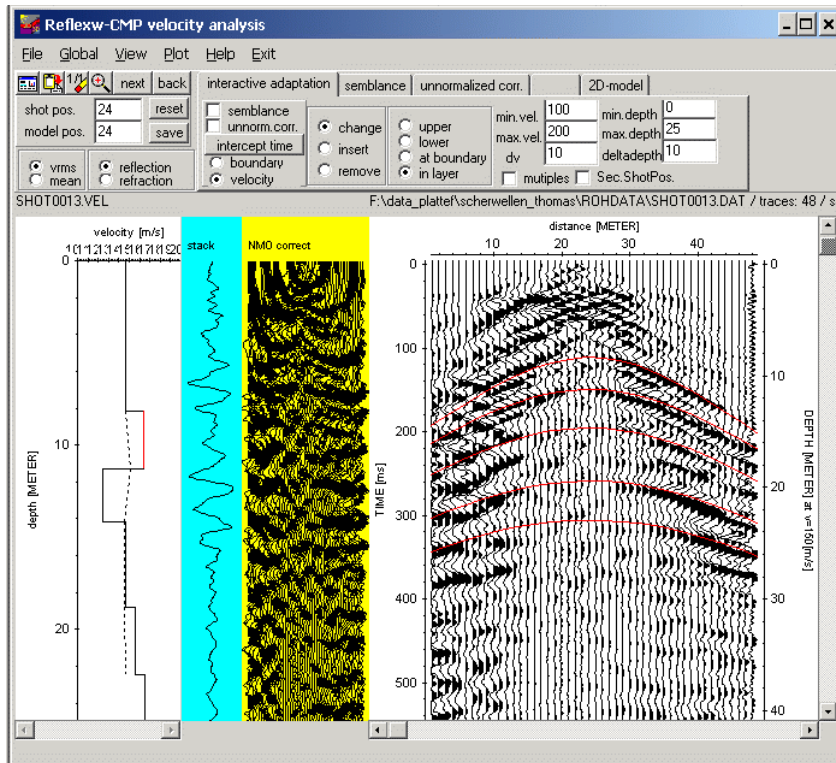 Reflexw-CMP velocity analysis
File Global View Plot Help Exit
1/1 next back
interactive adaptation semblance unnormalized corr. 2D-model
shot pos. 24 reset
model pos. 24 save
vrms
mean
reflection
refraction
semblance
unnorm.corr.
intercept time
boundary
velocity
change
insert
remove
upper
lower
at boundary
in layer
min.vel. 100 min.depth 0
max.vel. 200 max.depth 25
dv 10 deltadepth 10
mutiples Sec.ShotPos.
SHOT0013.VEL F:\data_plattef\scherwellen_thomas\ROHDATA\SHOT0013.DAT / traces: 48 / s
velocity [m/s]
stack
NMO correct
distance [METER]
10 20 30 40
0
10
20
depth [METER]
0
100
200
300
400
500
TIME [ms]
0
10
20
30
40
DEPTH [METER] at v=150[m/s]